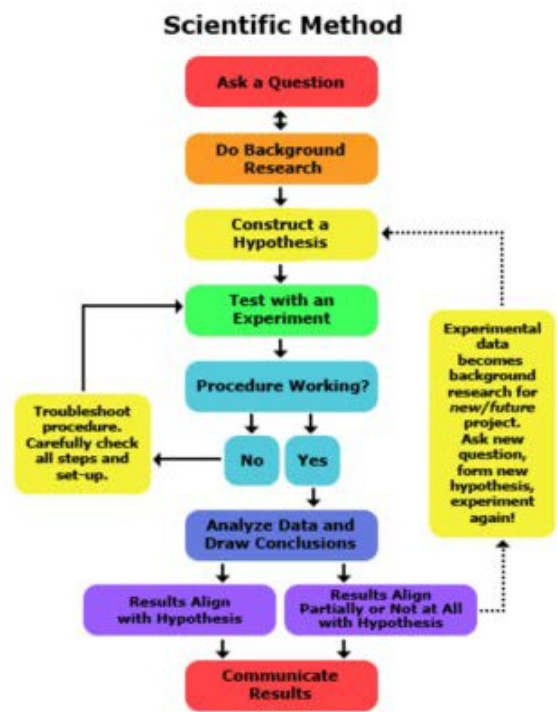 Scientific Method
Ask a Question
Do Background
Research
Construct a
Hypothesis
Test with an
Experiment
Procedure Working?
Troubleshoot
procedure.
Carefully check
all steps and
set-up.
No
Yes
Experimental
data
becomes
background
research for
new/future
project.
Ask new
question,
form new
hypothesis,
experiment
again!
Analyze Data and
Draw Conclusions
Results Align
with Hypothesis
Results Align
Partially or Not at All
with Hypothesis
Communicate
Results